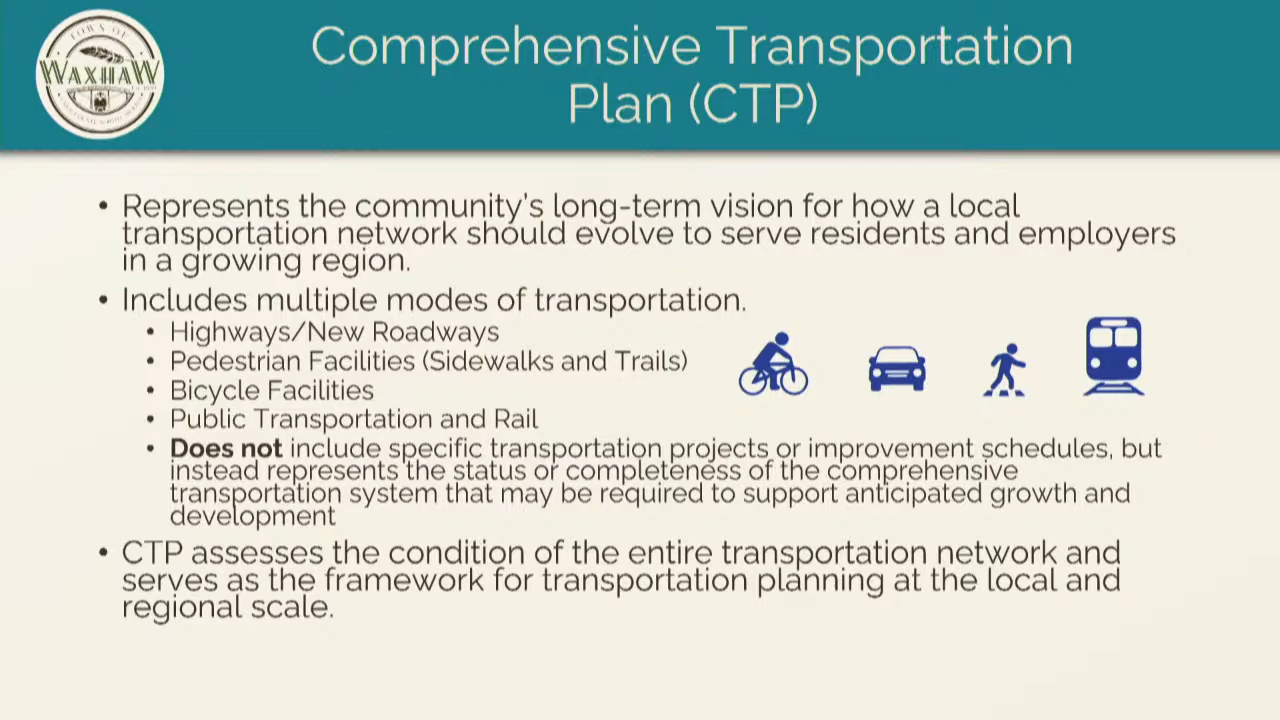 TOWN OF
WAXHAW
Comprehensive Transportation
Plan (CTP)
• Represents the community's long-term vision for how a local
transportation network should evolve to serve residents and employers
in a growing region.
• Includes multiple modes of transportation.
• Highways/New Roadways
• Pedestrian Facilities (Sidewalks and Trails)
• Bicycle Facilities
• Public Transportation and Rail
• Does not include specific transportation projects or improvement schedules, but
instead represents the status or completeness of the comprehensive
transportation system that may be required to support anticipated growth and
development
• CTP assesses the condition of the entire transportation network and
serves as the framework for transportation planning at the local and
regional scale.